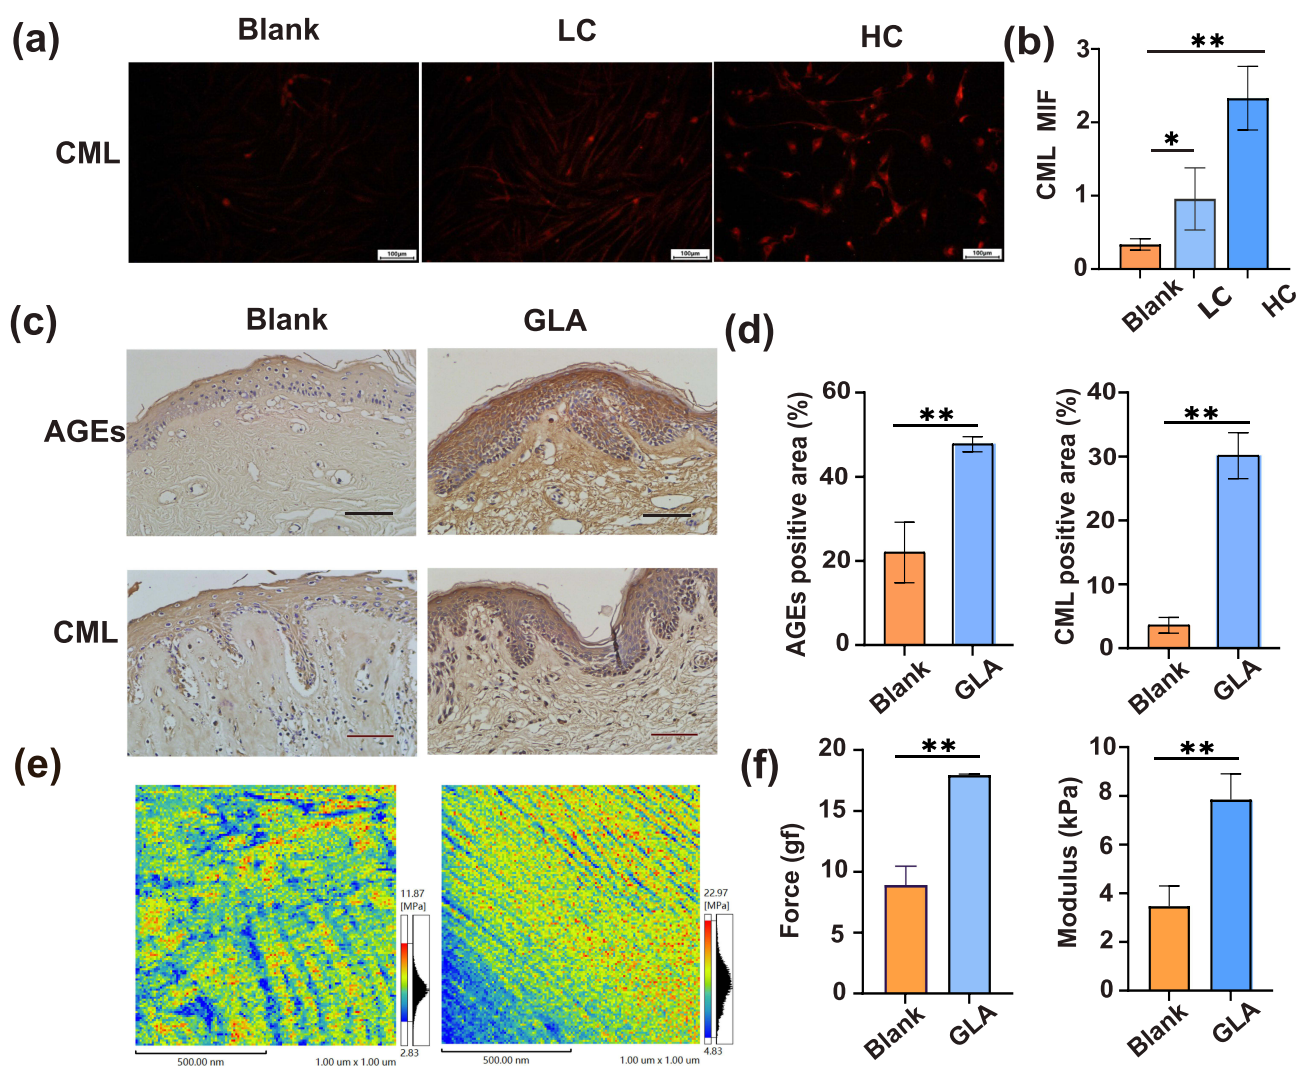 (a)
Blank
LC
HC
CML
100μm
100μm
100μm
(b)
CML MIF
3
2
1
0
**
*
Blank
LC
HC
(c)
Blank
GLA
AGEs
CML
(d)
AGEs positive area (%)
60
40
20
0
**
Blank
GLA
CML positive area (%)
40
30
20
10
0
**
Blank
GLA
(e)
11.87
[MPa]
2.83
500.00 nm
1.00 um x 1.00 um
22.97
[MPa]
4.83
500.00 nm
1.00 um x 1.00 um
(f)
Force (gf)
20
15
10
5
0
**
Blank
GLA
Modulus (kPa)
10
8
6
4
2
0
**
Blank
GLA